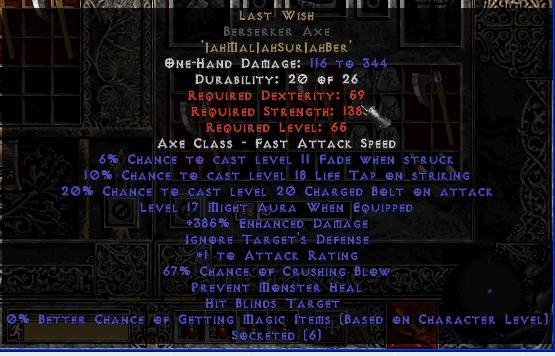 Last Wish
Berserker Axe
'JahMalJahSurJahBer'
One-Hand Damage: 116 to 344
Durability: 20 of 26
Required Dexterity: 59
Required Strength: 138
Required Level: 65
Axe Class - Fast Attack Speed
6% Chance to cast level 11 Fade when struck
10% Chance to cast level 18 Life Tap on striking
20% Chance to cast level 20 Charged Bolt on attack
Level 17 Might Aura When Equipped
+385% Enhanced Damage
Ignore Target's Defense
+1 to Attack Rating
67% Chance of Crushing Blow
Prevent Monster Heal
Hit Blinds Target
0% Better Chance of Getting Magic Items (Based on Character Level)
Socketed (6)